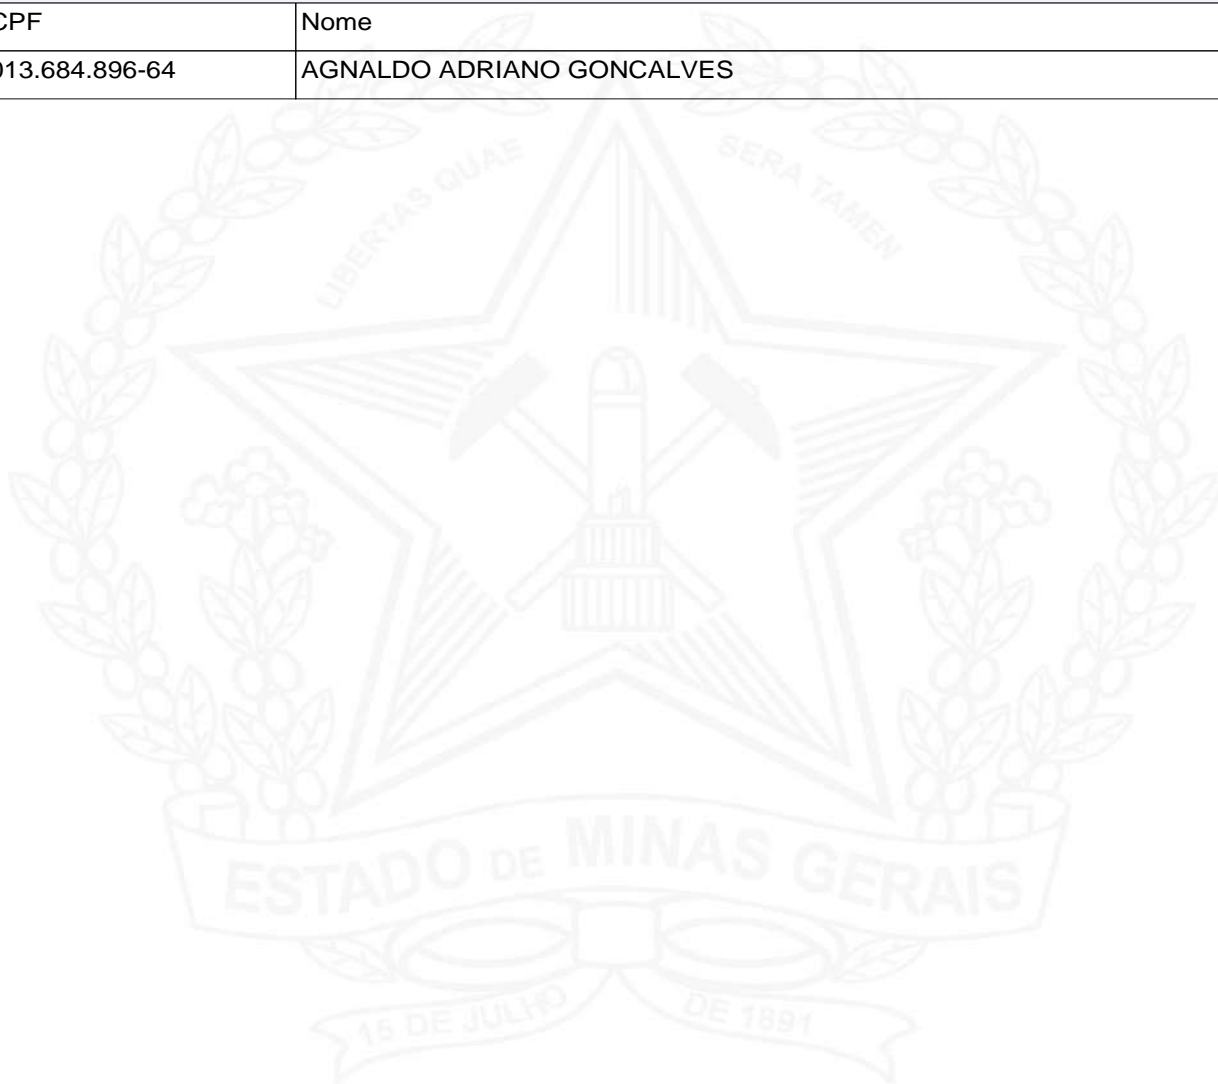 CPF Nome
013.684.896-64 AGNALDO ADRIANO GONCALVES
LIBERTAS QUAE SERA TAMEN
ESTADO DE MINAS GERAIS
15 DE JULHO DE 1891